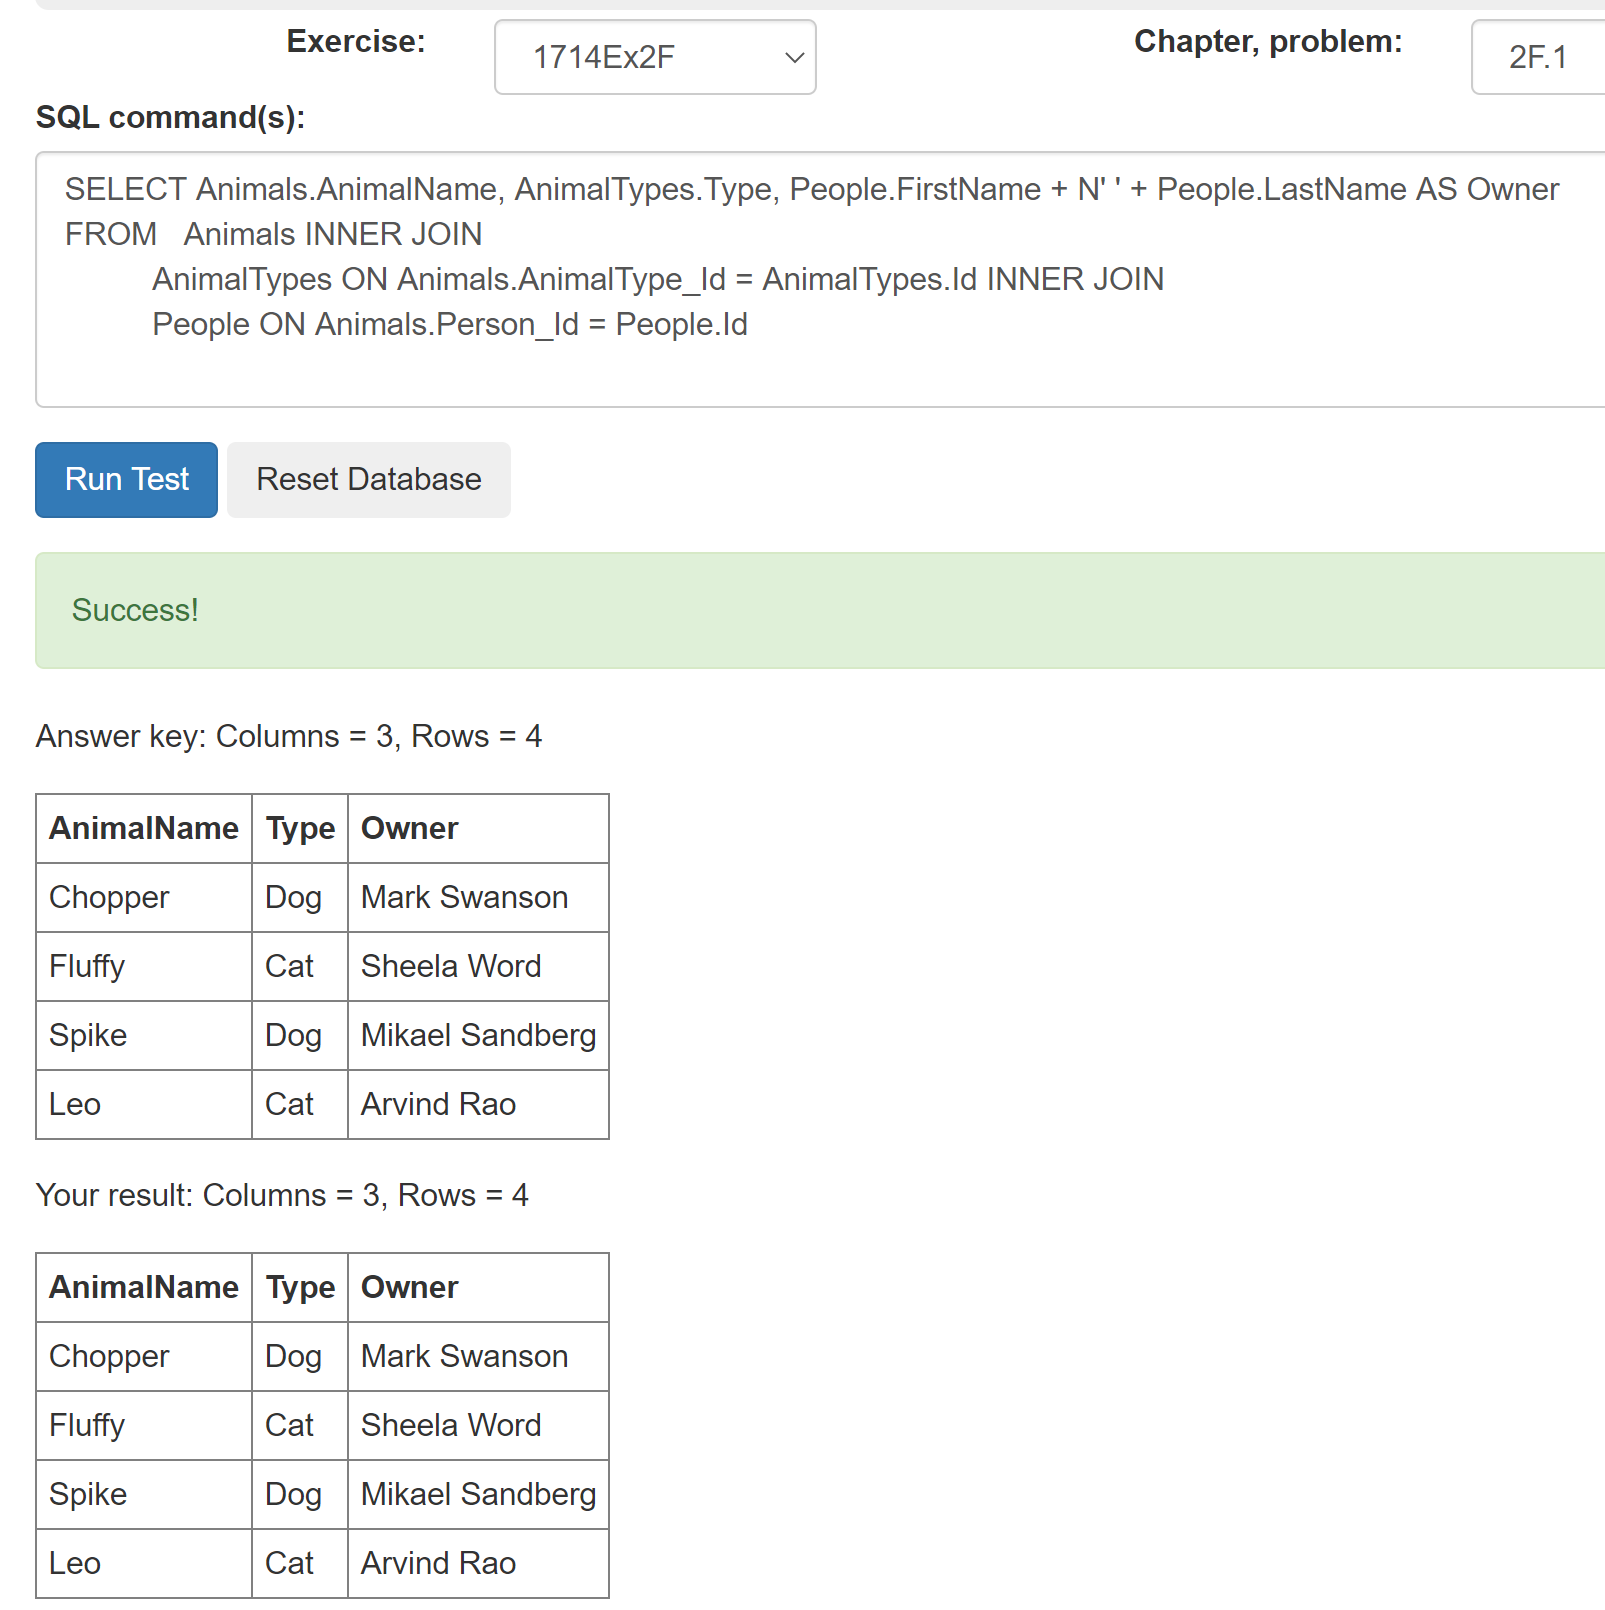 Exercise: 1714Ex2F Chapter, problem: 2F.1
SQL command(s):
SELECT Animals.AnimalName, AnimalTypes.Type, People.FirstName + N' ' + People.LastName AS Owner
FROM   Animals INNER JOIN
          AnimalTypes ON Animals.AnimalType_Id = AnimalTypes.Id INNER JOIN
          People ON Animals.Person_Id = People.Id
Run Test Reset Database
Success!
Answer key: Columns = 3, Rows = 4
AnimalName Type Owner
Chopper Dog Mark Swanson
Fluffy Cat Sheela Word
Spike Dog Mikael Sandberg
Leo Cat Arvind Rao
Your result: Columns = 3, Rows = 4
AnimalName Type Owner
Chopper Dog Mark Swanson
Fluffy Cat Sheela Word
Spike Dog Mikael Sandberg
Leo Cat Arvind Rao